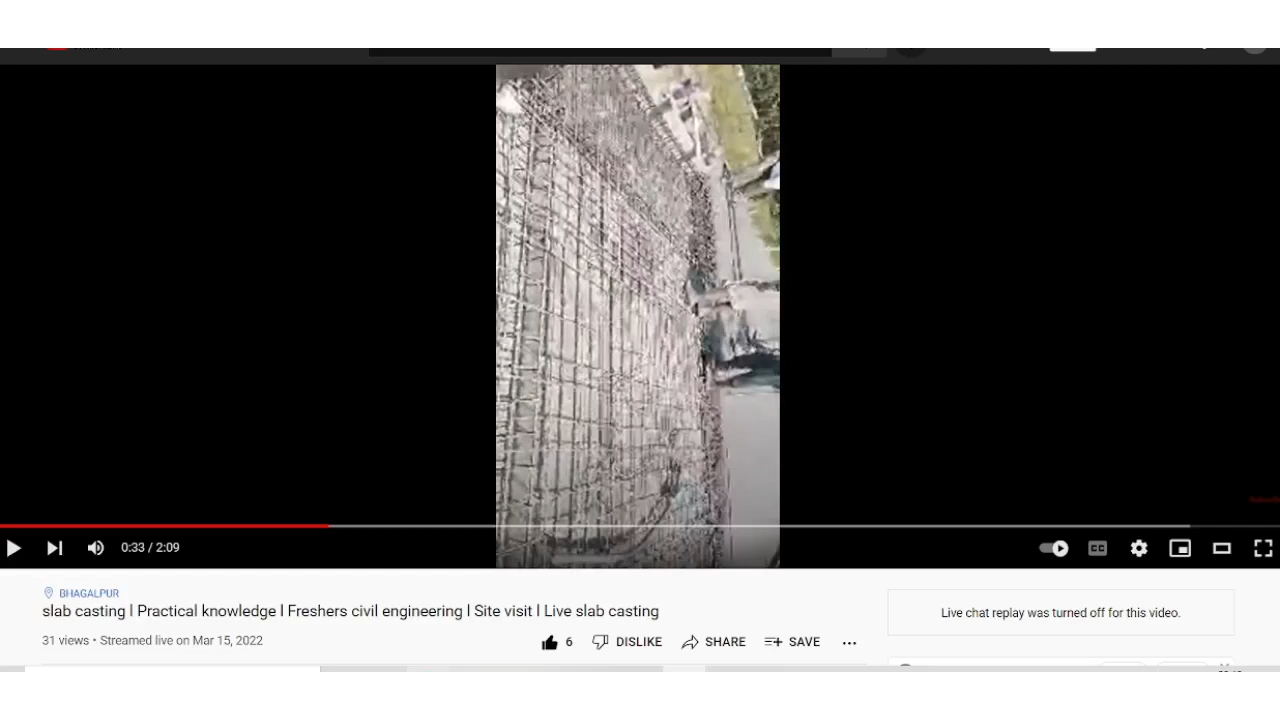 0:33 / 2:09
CC
BHAGALPUR
slab casting l Practical knowledge l Freshers civil engineering l Site visit l Live slab casting
31 views • Streamed live on Mar 15, 2022
6 DISLIKE SHARE SAVE
Live chat replay was turned off for this video.